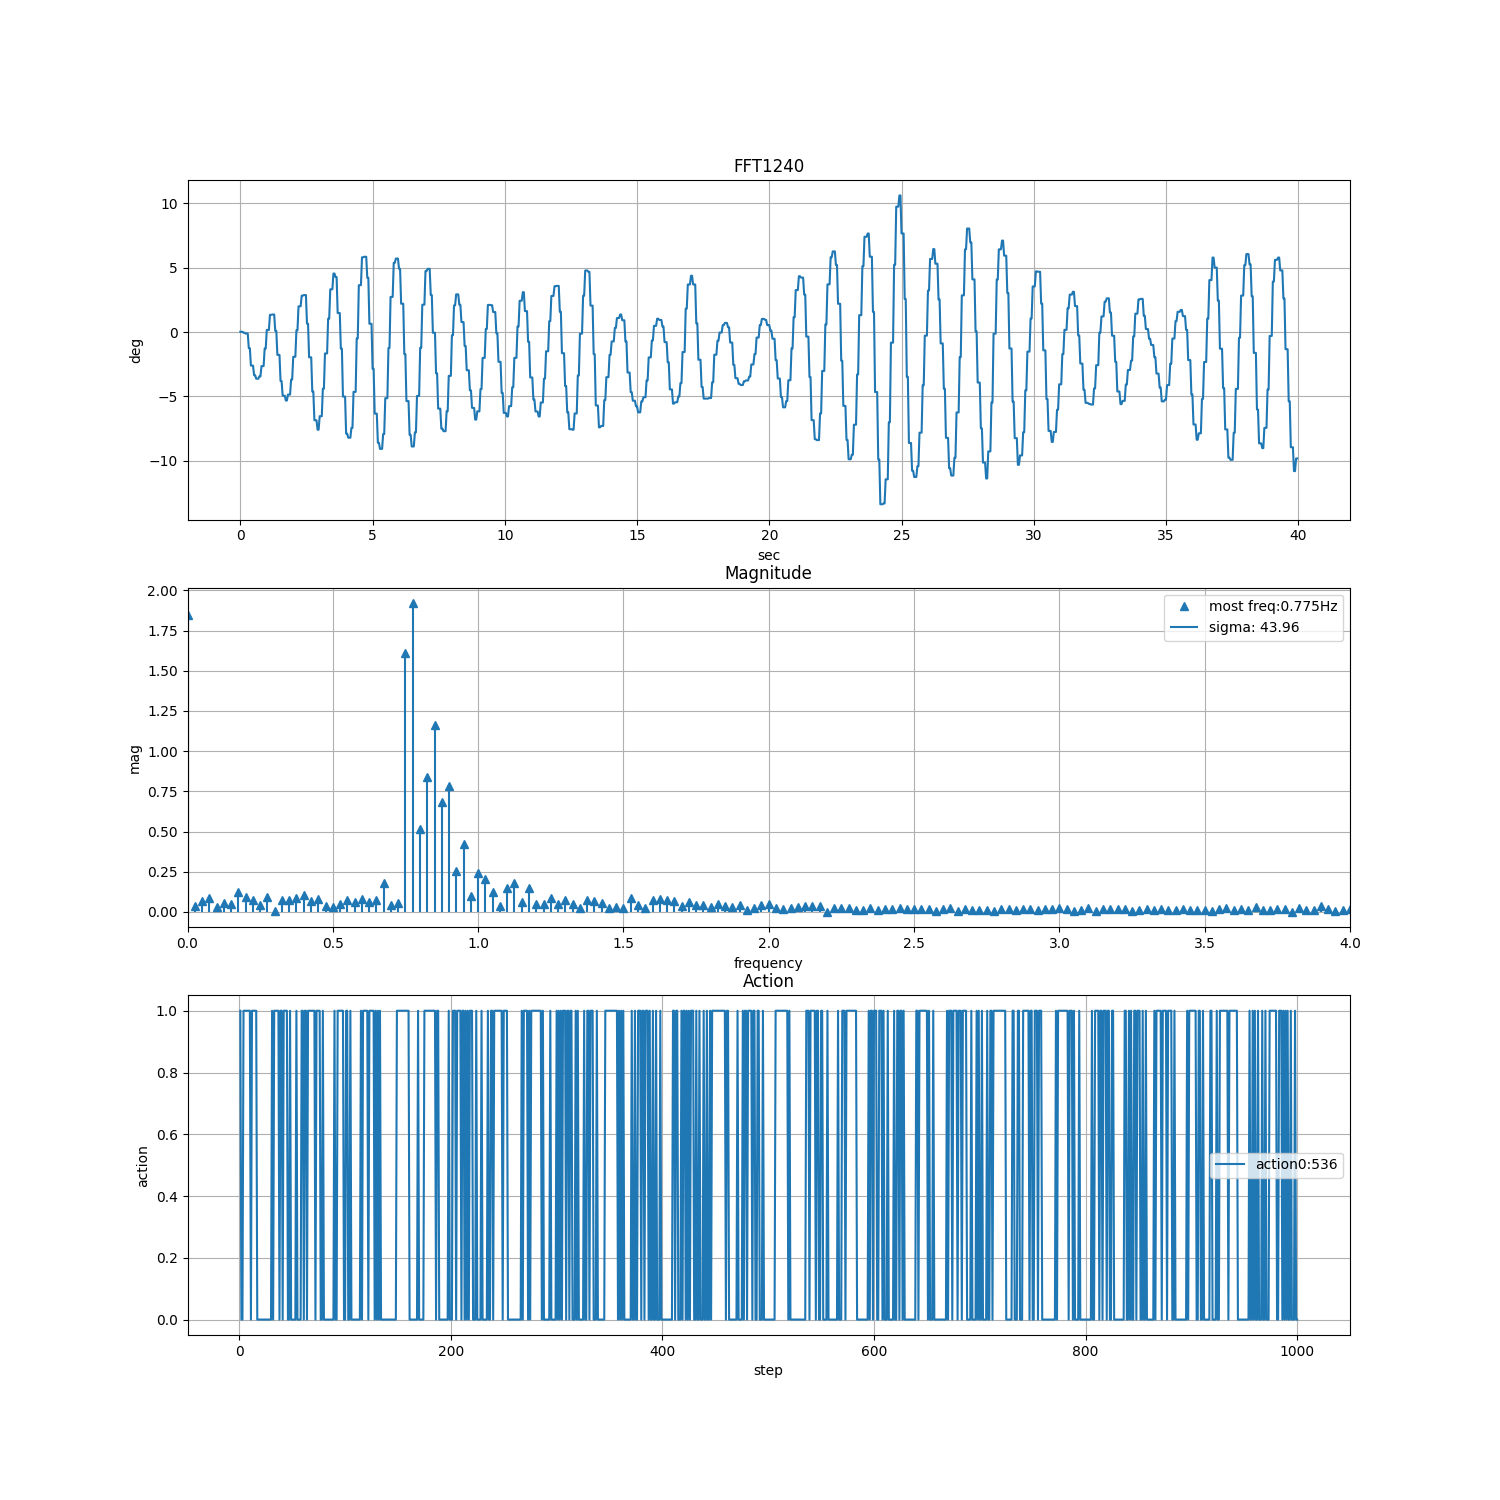 FFT1240
10
5
0
−5
−10
deg
0 5 10 15 20 25 30 35 40
sec
Magnitude
2.00
1.75
1.50
1.25
1.00
0.75
0.50
0.25
0.00
mag
most freq:0.775Hz
sigma: 43.96
0.0 0.5 1.0 1.5 2.0 2.5 3.0 3.5 4.0
frequency
Action
1.0
0.8
0.6
0.4
0.2
0.0
action
action0:536
0 200 400 600 800 1000
step